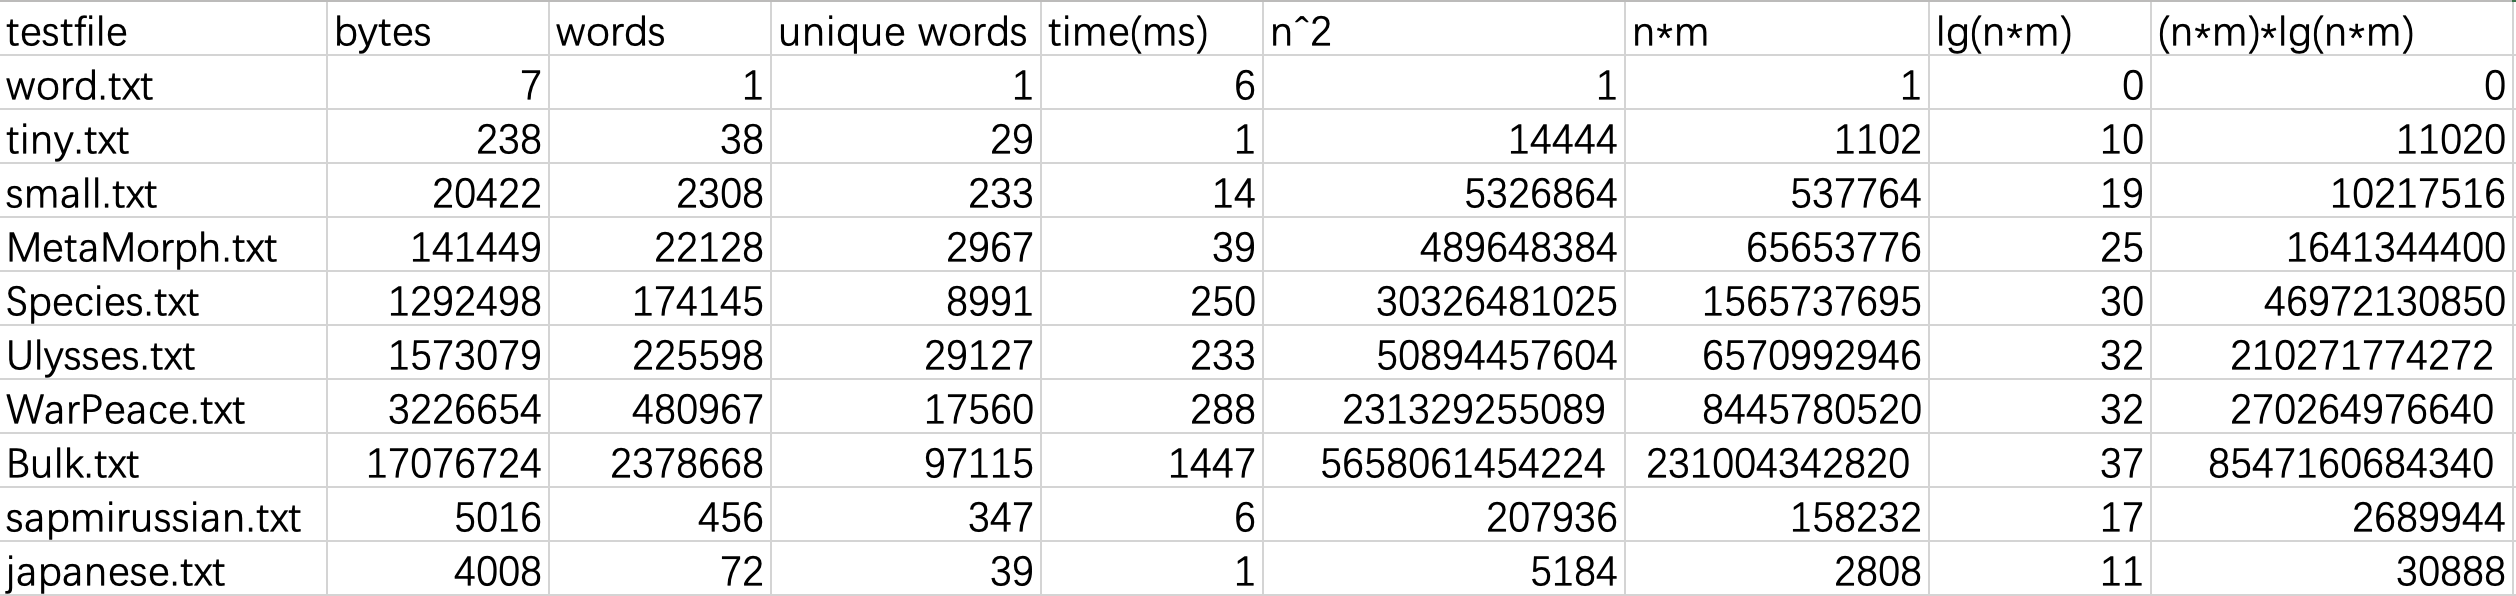 testfile bytes words unique words time(ms) n^2 n*m lg(n*m) (n*m)*lg(n*m)
word.txt 7 1 1 6 1 1 0 0
tiny.txt 238 38 29 1 14444 1102 10 11020
small.txt 20422 2308 233 14 5326864 537764 19 10217516
MetaMorph.txt 141449 22128 2967 39 489648384 65653776 25 1641344400
Species.txt 1292498 174145 8991 250 30326481025 1565737695 30 46972130850
Ulysses.txt 1573079 225598 29127 233 50894457604 6570992946 32 210271774272
WarPeace.txt 3226654 480967 17560 288 231329255089 8445780520 32 270264976640
Bulk.txt 17076724 2378668 97115 1447 5658061454224 231004342820 37 8547160684340
sapmirussian.txt 5016 456 347 6 207936 158232 17 2689944
japanese.txt 4008 72 39 1 5184 2808 11 30888